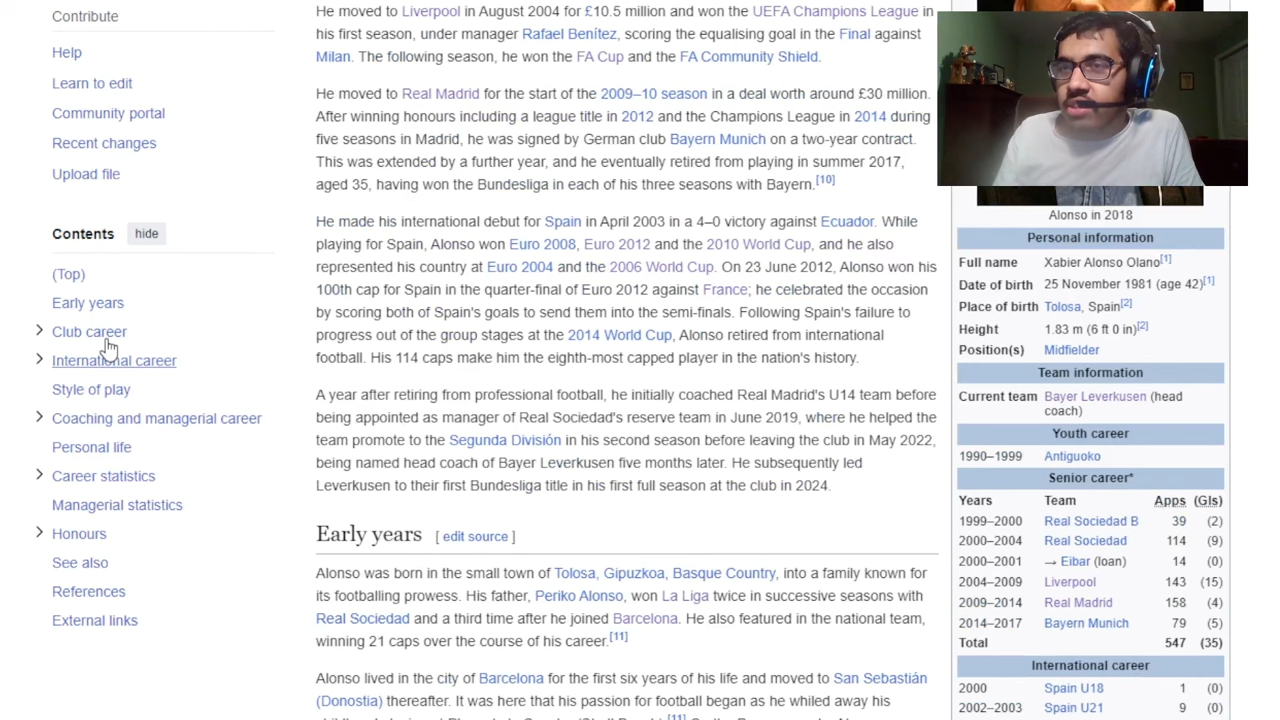 Contribute
Help
Learn to edit
Community portal
Recent changes
Upload file
Contents hide
(Top)
Early years
Club career
International career
Style of play
Coaching and managerial career
Personal life
Career statistics
Managerial statistics
Honours
See also
References
External links
He moved to Liverpool in August 2004 for £10.5 million and won the UEFA Champions League in
his first season, under manager Rafael Benítez, scoring the equalising goal in the Final against
Milan. The following season, he won the FA Cup and the FA Community Shield.
He moved to Real Madrid for the start of the 2009–10 season in a deal worth around £30 million.
After winning honours including a league title in 2012 and the Champions League in 2014 during
five seasons in Madrid, he was signed by German club Bayern Munich on a two-year contract.
This was extended by a further year, and he eventually retired from playing in summer 2017,
aged 35, having won the Bundesliga in each of his three seasons with Bayern.[10]
He made his international debut for Spain in April 2003 in a 4–0 victory against Ecuador. While
playing for Spain, Alonso won Euro 2008, Euro 2012 and the 2010 World Cup, and he also
represented his country at Euro 2004 and the 2006 World Cup. On 23 June 2012, Alonso won his
100th cap for Spain in the quarter-final of Euro 2012 against France; he celebrated the occasion
by scoring both of Spain's goals to send them into the semi-finals. Following Spain's failure to
progress out of the group stages at the 2014 World Cup, Alonso retired from international
football. His 114 caps make him the eighth-most capped player in the nation's history.
A year after retiring from professional football, he initially coached Real Madrid's U14 team before
being appointed as manager of Real Sociedad's reserve team in June 2019, where he helped the
team promote to the Segunda División in his second season before leaving the club in May 2022,
being named head coach of Bayer Leverkusen five months later. He subsequently led
Leverkusen to their first Bundesliga title in his first full season at the club in 2024.
Early years [ edit source ]
Alonso was born in the small town of Tolosa, Gipuzkoa, Basque Country, into a family known for
its footballing prowess. His father, Periko Alonso, won La Liga twice in successive seasons with
Real Sociedad and a third time after he joined Barcelona. He also featured in the national team,
winning 21 caps over the course of his career.[11]
Alonso lived in the city of Barcelona for the first six years of his life and moved to San Sebastián
(Donostia) thereafter. It was here that his passion for football began as he whiled away his
Alonso in 2018
Personal information
Full name Xabier Alonso Olano[1]
Date of birth 25 November 1981 (age 42)[1]
Place of birth Tolosa, Spain[2]
Height 1.83 m (6 ft 0 in)[2]
Position(s) Midfielder
Team information
Current team Bayer Leverkusen (head
coach)
Youth career
1990–1999 Antiguoko
Senior career*
Years Team Apps (Gls)
1999–2000 Real Sociedad B 39 (2)
2000–2004 Real Sociedad 114 (9)
2000–2001 → Eibar (loan) 14 (0)
2004–2009 Liverpool 143 (15)
2009–2014 Real Madrid 158 (4)
2014–2017 Bayern Munich 79 (5)
Total 547 (35)
International career
2000 Spain U18 1 (0)
2002–2003 Spain U21 9 (0)